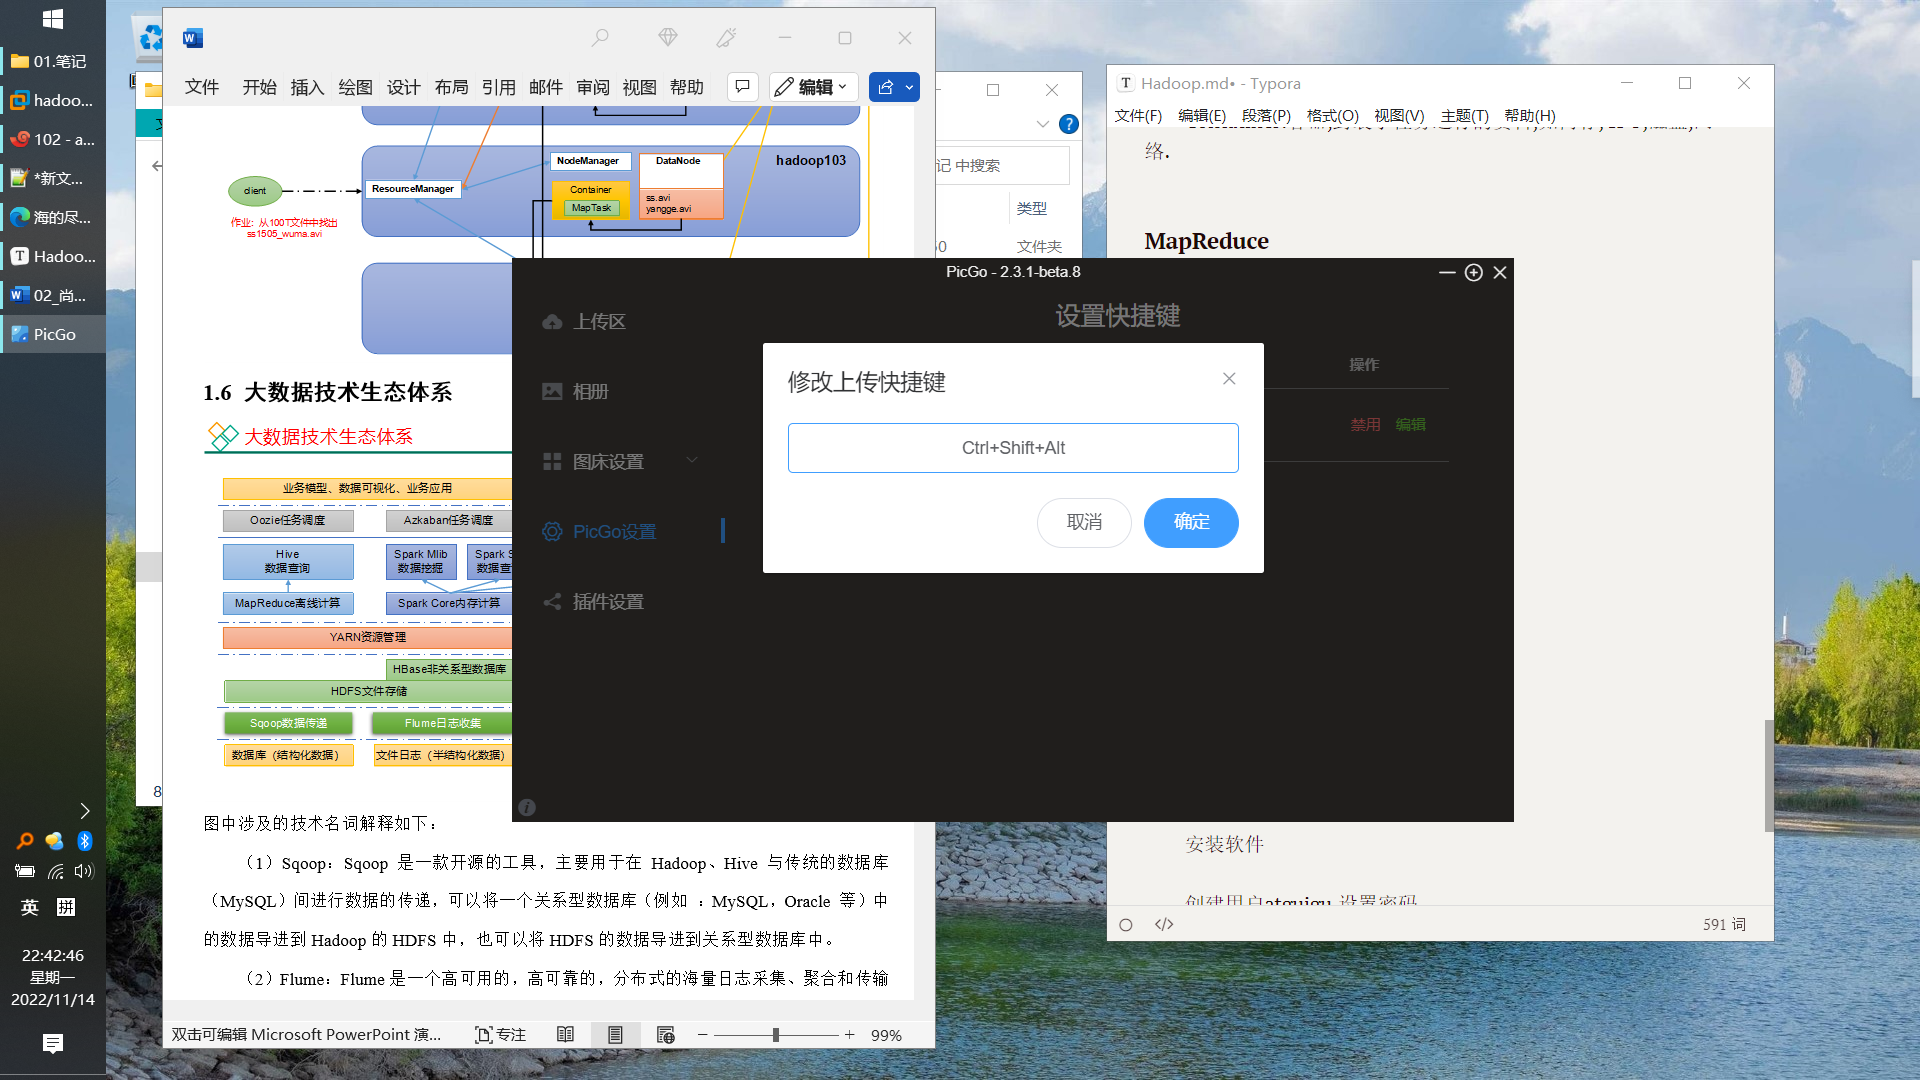 01.笔记
hadoo...
102 - a...
*新文...
海的尽...
Hadoo...
02_尚...
PicGo
英
拼
22:42:46
星期一
2022/11/14
文件
开始
插入
绘图
设计
布局
引用
邮件
审阅
视图
帮助
编辑
client
ResourceManager
NodeManager
Container
MapTask
DataNode
ss.avi
yangge.avi
hadoop103
作业：从100T文件中找出
ss1505_wuma.avi
1.6 大数据技术生态体系
大数据技术生态体系
业务模型、数据可视化、业务应用
Oozie任务调度
Azkaban任务调度
Hive
数据查询
Spark Mlib
数据挖掘
Spark S
数据查
MapReduce离线计算
Spark Core内存计算
YARN资源管理
HBase非关系型数据库
HDFS文件存储
Sqoop数据传递
Flume日志收集
数据库（结构化数据）
文件日志（半结构化数据）
图中涉及的技术名词解释如下：
（1）Sqoop：Sqoop 是一款开源的工具，主要用于在 Hadoop、Hive 与传统的数据库
（MySQL）间进行数据的传递，可以将一个关系型数据库（例如 ：MySQL，Oracle 等）中
的数据导进到 Hadoop 的 HDFS 中，也可以将 HDFS 的数据导进到关系型数据库中。
（2）Flume：Flume 是一个高可用的，高可靠的，分布式的海量日志采集、聚合和传输
双击可编辑 Microsoft PowerPoint 演...
专注
99%
8
记 中搜索
类型
文件夹
Hadoop.md• - Typora
文件(F)
编辑(E)
段落(P)
格式(O)
视图(V)
主题(T)
帮助(H)
络.
MapReduce
安装软件
创建用户atguigu 设置密码
591 词
PicGo - 2.3.1-beta.8
上传区
相册
图床设置
PicGo设置
插件设置
设置快捷键
操作
禁用
编辑
修改上传快捷键
Ctrl+Shift+Alt
取消
确定